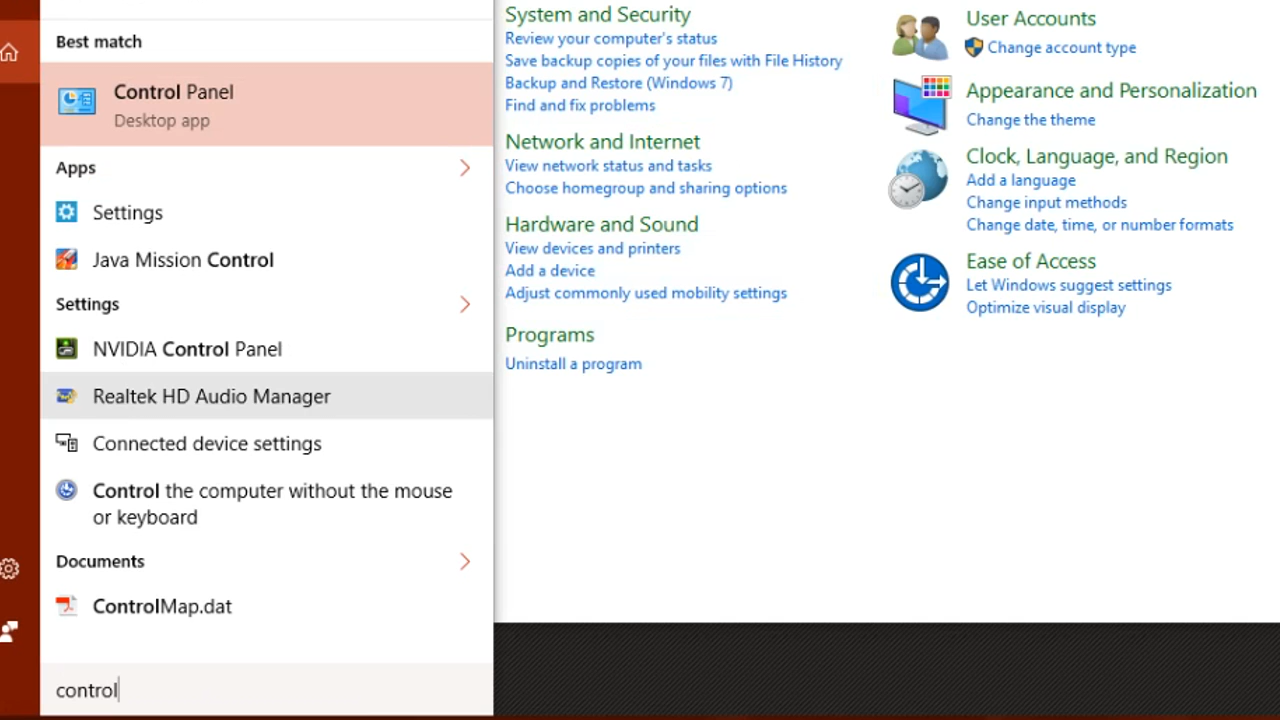 Best match
Control Panel
Desktop app
Apps
Settings
Java Mission Control
Settings
NVIDIA Control Panel
Realtek HD Audio Manager
Connected device settings
Control the computer without the mouse
or keyboard
Documents
ControlMap.dat
control
System and Security
Review your computer's status
Save backup copies of your files with File History
Backup and Restore (Windows 7)
Find and fix problems
Network and Internet
View network status and tasks
Choose homegroup and sharing options
Hardware and Sound
View devices and printers
Add a device
Adjust commonly used mobility settings
Programs
Uninstall a program
User Accounts
Change account type
Appearance and Personalization
Change the theme
Clock, Language, and Region
Add a language
Change input methods
Change date, time, or number formats
Ease of Access
Let Windows suggest settings
Optimize visual display